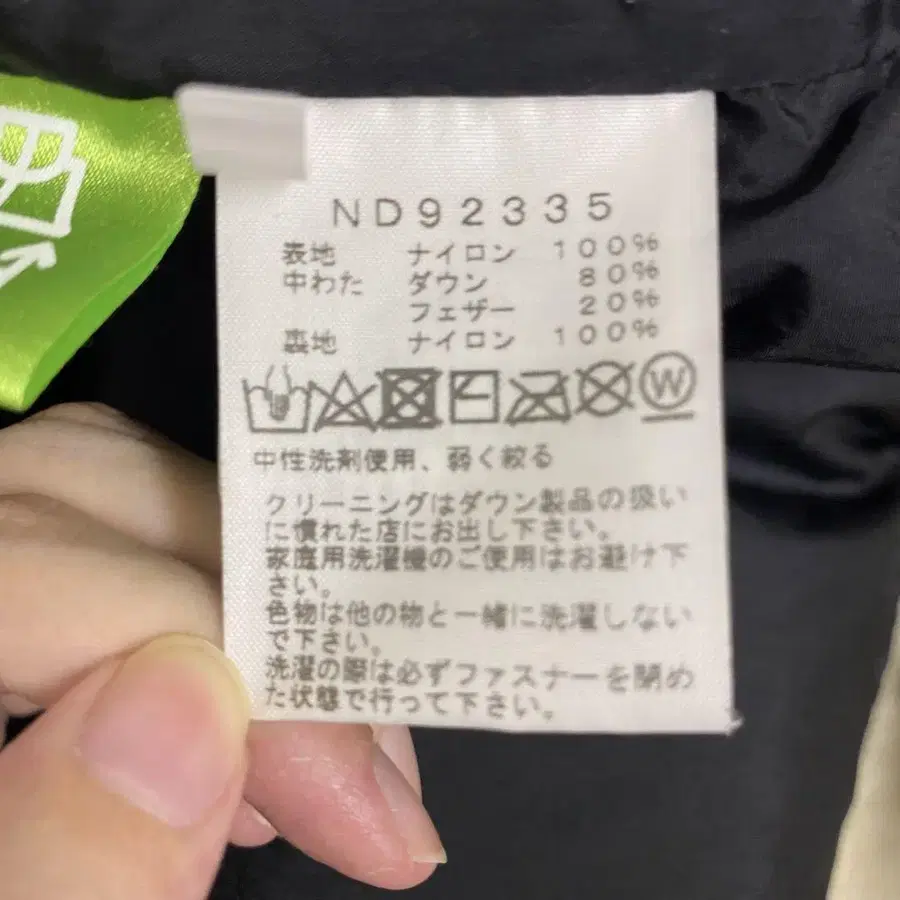 ND92335
表地 ナイロン 100%
中わた ダウン 80%
フェザー 20%
裏地 ナイロン 100%
W
中性洗剤使用、弱く絞る
クリーニングはダウン製品の扱い
に慣れた店にお出し下さい。
家庭用洗濯機のご使用はお避け下
さい。
色物は他の物と一緒に洗濯しない
で下さい。
洗濯の際は必ずファスナーを閉め
た状態で行って下さい。